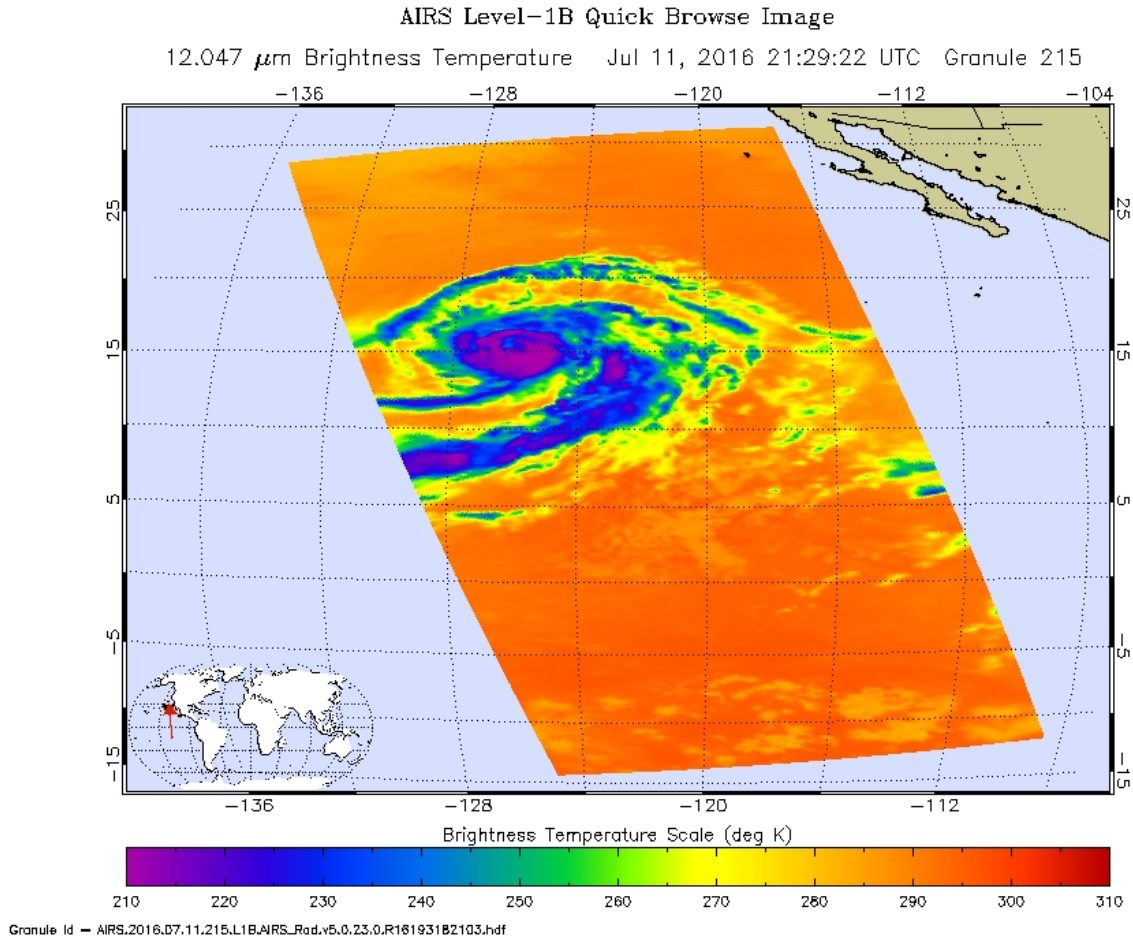 AIRS Level-1B Quick Browse Image
12.047 μm Brightness Temperature Jul 11, 2016 21:29:22 UTC Granule 215
-136 -128 -120 -112 -104
25 25
15 15
5 5
-5 -5
-15 -15
-136 -128 -120 -112
Brightness Temperature Scale (deg K)
210 220 230 240 250 260 270 280 290 300 310
Granule Id - AIRS.2016.07.11.215.L1B.AIRS_Rad.v5.0.23.0.R16193182103.hdf